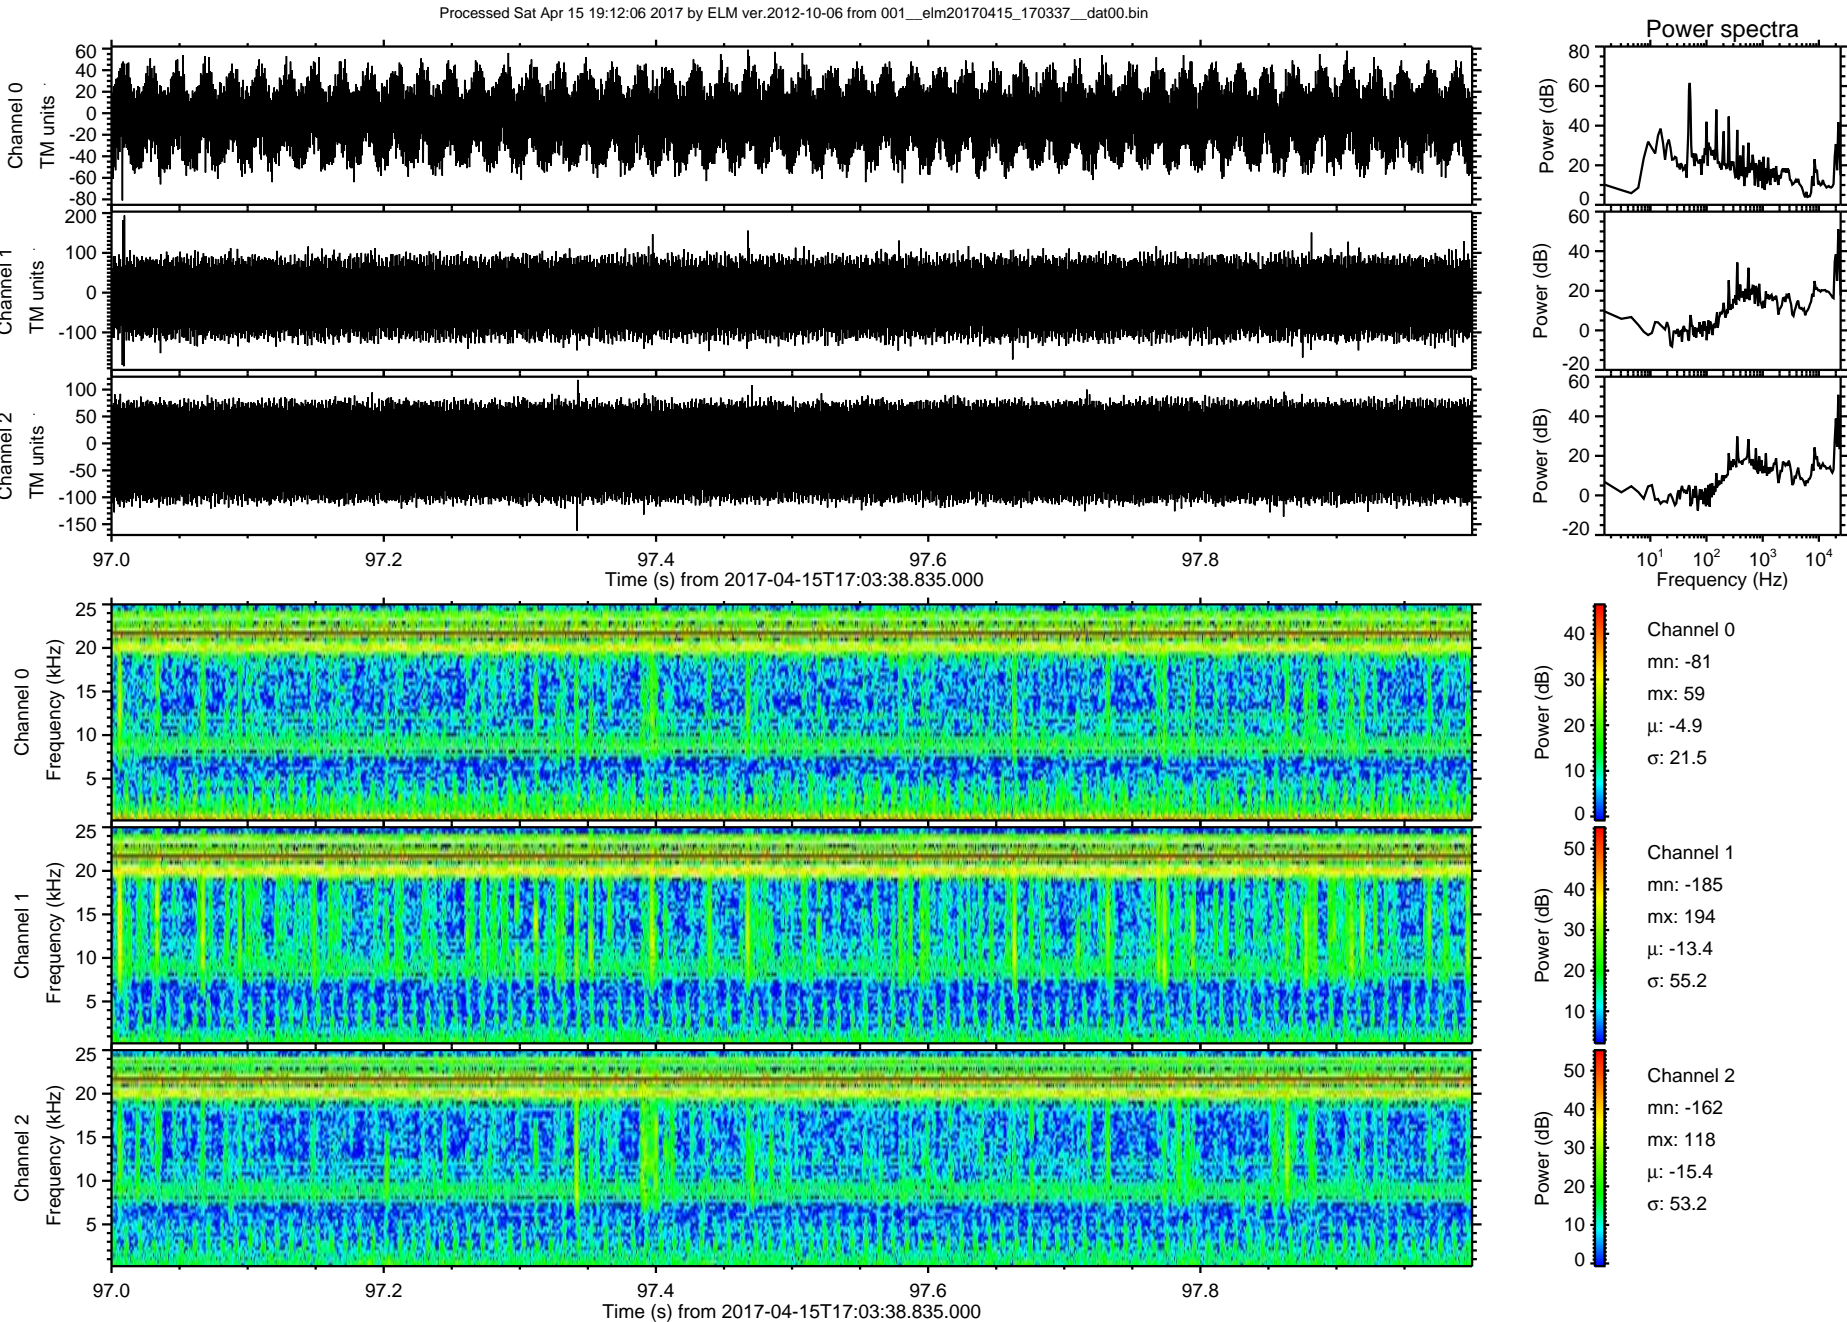 Processed Sat Apr 15 19:12:06 2017 by ELM ver.2012-10-06 from 001__elm20170415_170337__dat00.bin
Power spectra
Channel 0
TM units
60
40
20
0
-20
-40
-60
-80
Power (dB)
80
60
40
20
0
Channel 1
TM units
200
100
0
-100
Power (dB)
60
40
20
0
-20
Channel 2
TM units
100
50
0
-50
-100
-150
Power (dB)
60
40
20
0
-20
97.0 97.2 97.4 97.6 97.8
Time (s) from 2017-04-15T17:03:38.835.000
10¹ 10² 10³ 10⁴
Frequency (Hz)
Channel 0
Frequency (kHz)
25
20
15
10
5
Power (dB)
40
30
20
10
0
Channel 0
mn: -81
mx: 59
μ: -4.9
σ: 21.5
Channel 1
Frequency (kHz)
25
20
15
10
5
Power (dB)
50
40
30
20
10
Channel 1
mn: -185
mx: 194
μ: -13.4
σ: 55.2
Channel 2
Frequency (kHz)
25
20
15
10
5
Power (dB)
50
40
30
20
10
0
Channel 2
mn: -162
mx: 118
μ: -15.4
σ: 53.2
97.0 97.2 97.4 97.6 97.8
Time (s) from 2017-04-15T17:03:38.835.000